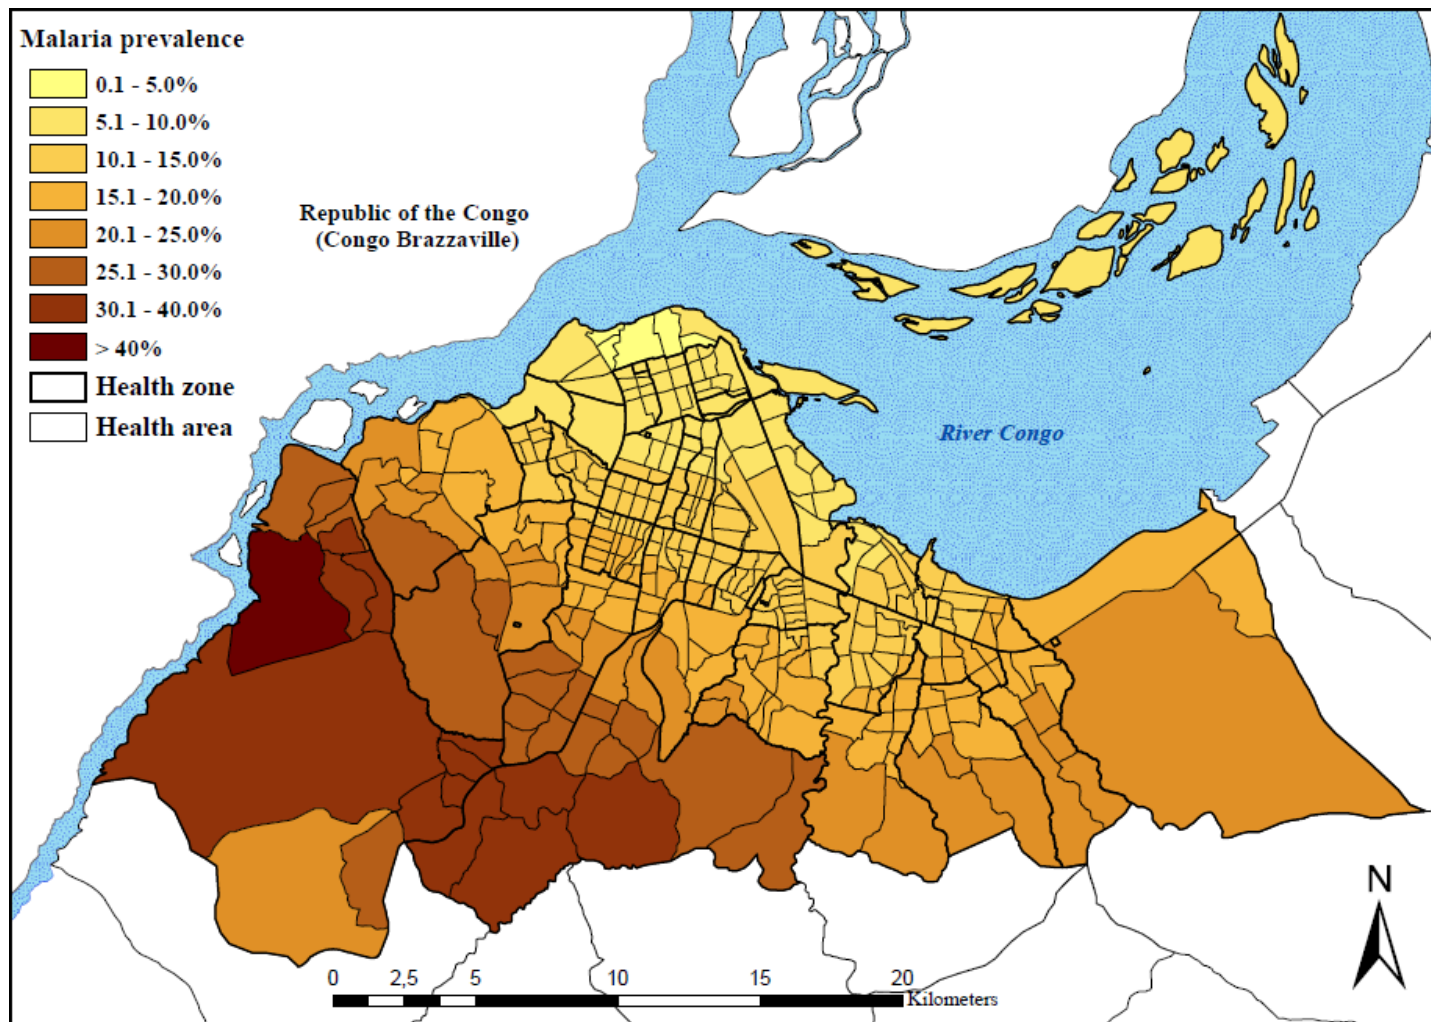 Malaria prevalence
0.1 - 5.0%
5.1 - 10.0%
10.1 - 15.0%
15.1 - 20.0%
20.1 - 25.0%
25.1 - 30.0%
30.1 - 40.0%
> 40%
Health zone
Health area
Republic of the Congo
(Congo Brazzaville)
River Congo
N
0 2,5 5 10 15 20
Kilometers